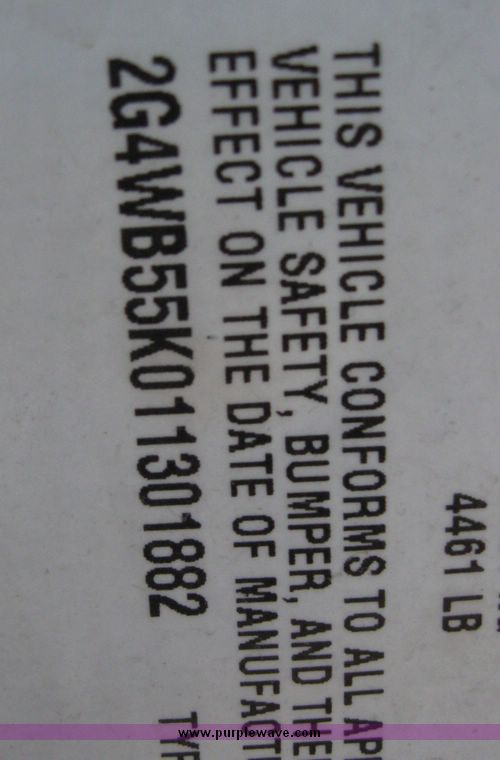 4461 LB
THIS VEHICLE CONFORMS TO ALL
VEHICLE SAFETY, BUMPER, AND
EFFECT ON THE DATE OF
2G4WB55K011301882
www.purplewave.com